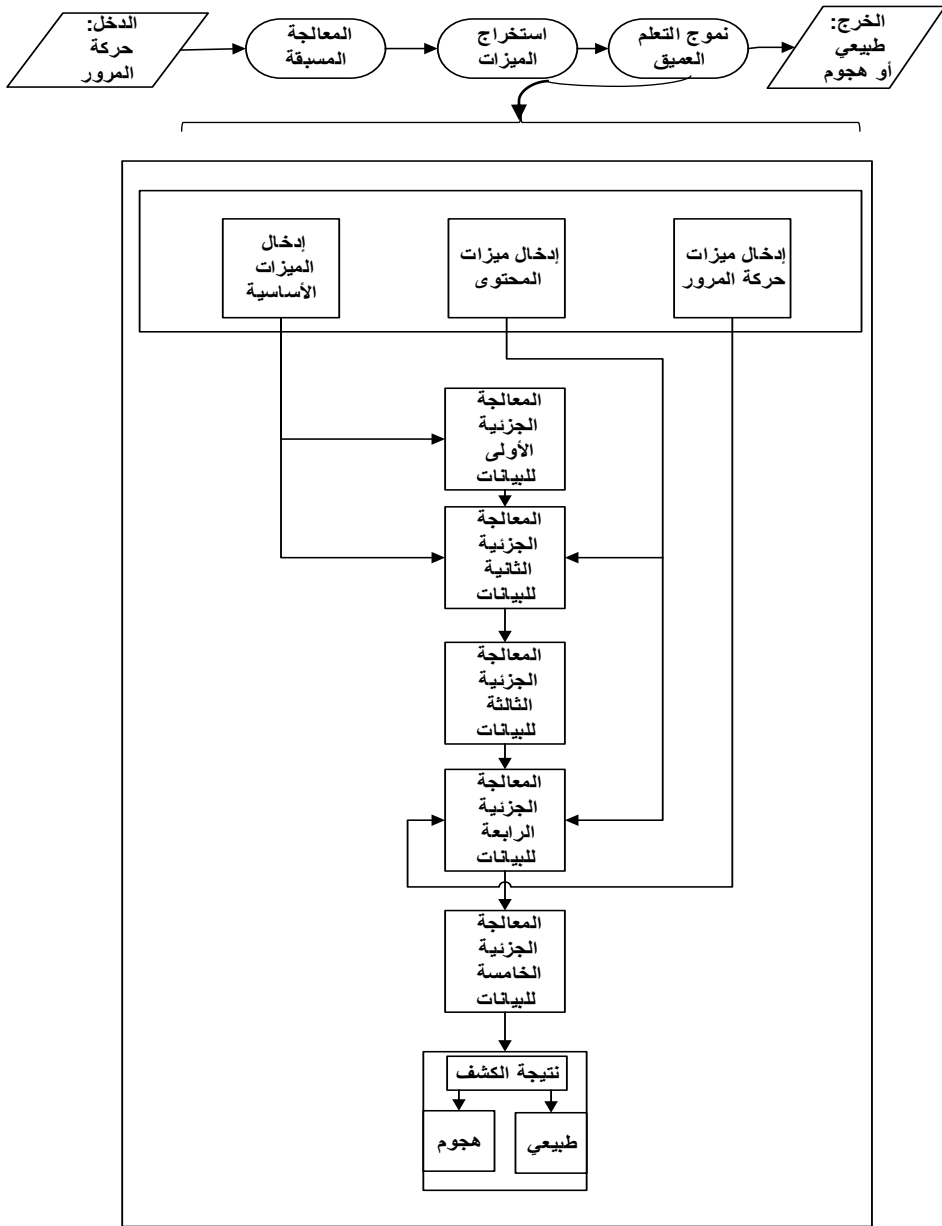 الدخل:
حركة
المرور
المعالجة
المسبقة
استخراج
الميزات
نموج التعلم
العميق
الخرج:
طبيعي
أو هجوم
إدخال
الميزات
الأساسية
إدخال ميزات
المحتوى
إدخال ميزات
حركة المرور
المعالجة
الجزئية
الأولى
للبيانات
المعالجة
الجزئية
الثانية
للبيانات
المعالجة
الجزئية
الثالثة
للبيانات
المعالجة
الجزئية
الرابعة
للبيانات
المعالجة
الجزئية
الخامسة
للبيانات
نتيجة الكشف
هجوم
طبيعي